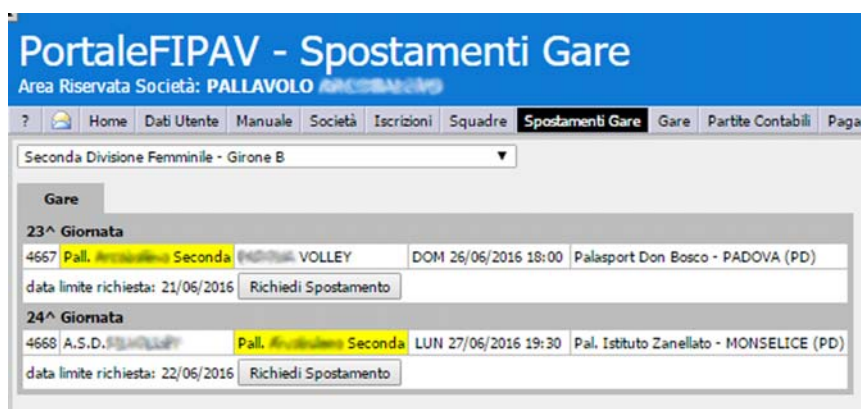 PortaleFIPAV - Spostamenti Gare
Area Riservata Società: PALLAVOLO
? Home Dati Utente Manuale Società Iscrizioni Squadre Spostamenti Gare Gare Partite Contabili Paga
Seconda Divisione Femminile - Girone B
Gare
23^ Giornata
4667 Pall. Seconda VOLLEY DOM 26/06/2016 18:00 Palasport Don Bosco - PADOVA (PD)
data limite richiesta: 21/06/2016 Richiedi Spostamento
24^ Giornata
4668 A.S.D. Pall. Seconda LUN 27/06/2016 19:30 Pal. Istituto Zanellato - MONSELICE (PD)
data limite richiesta: 22/06/2016 Richiedi Spostamento